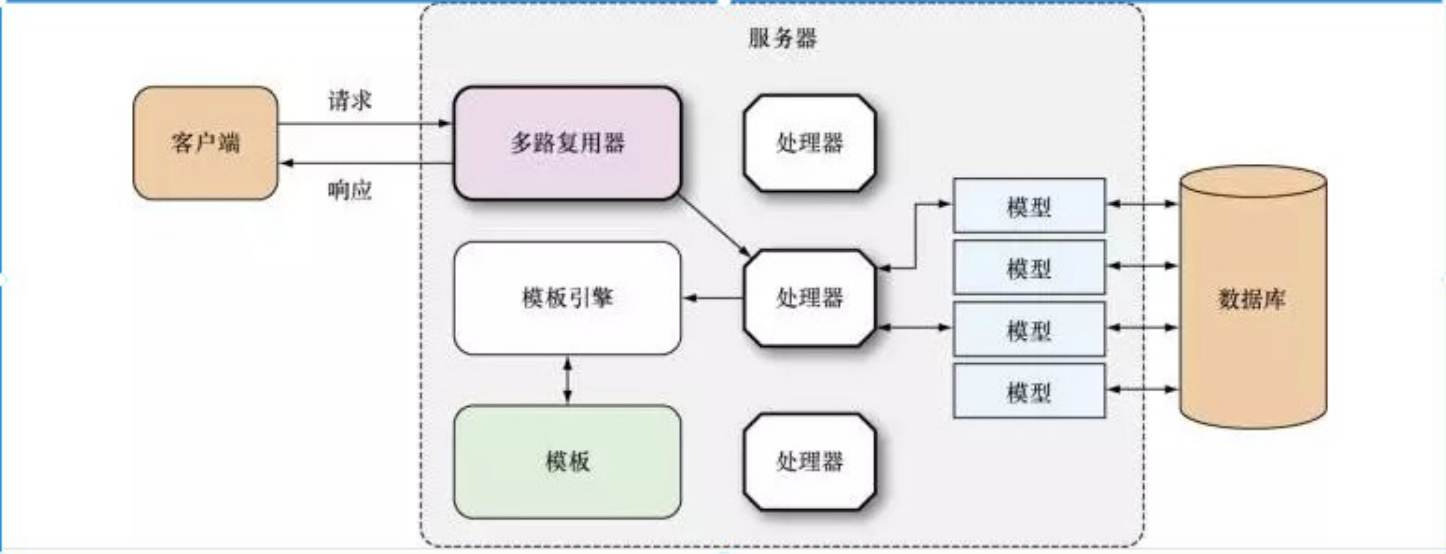 服务器
请求
客户端
多路复用器
处理器
响应
模型
模型
模板引擎
处理器
数据库
模型
模型
模板
处理器